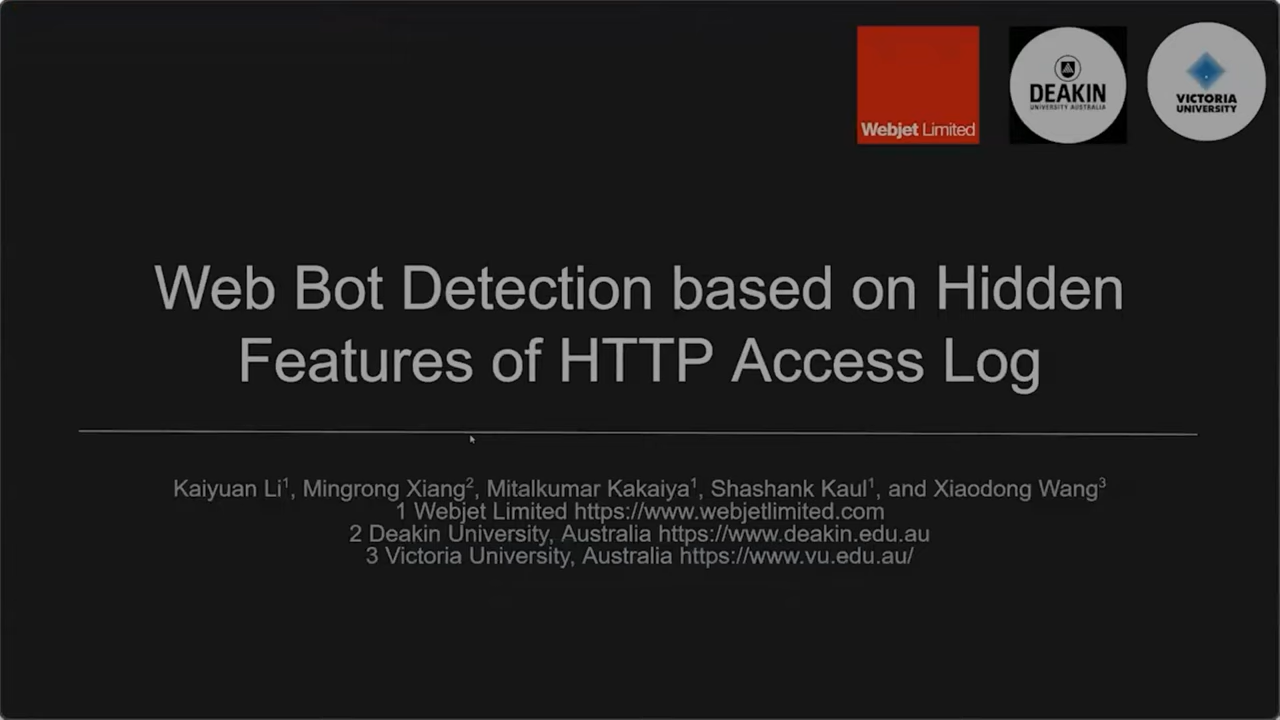 Webjet Limited
DEAKIN
UNIVERSITY AUSTRALIA
VICTORIA
UNIVERSITY
Web Bot Detection based on Hidden
Features of HTTP Access Log
Kaiyuan Li¹, Mingrong Xiang², Mitalkumar Kakaiya¹, Shashank Kaul¹, and Xiaodong Wang³
1 Webjet Limited https://www.webjetlimited.com
2 Deakin University, Australia https://www.deakin.edu.au
3 Victoria University, Australia https://www.vu.edu.au/